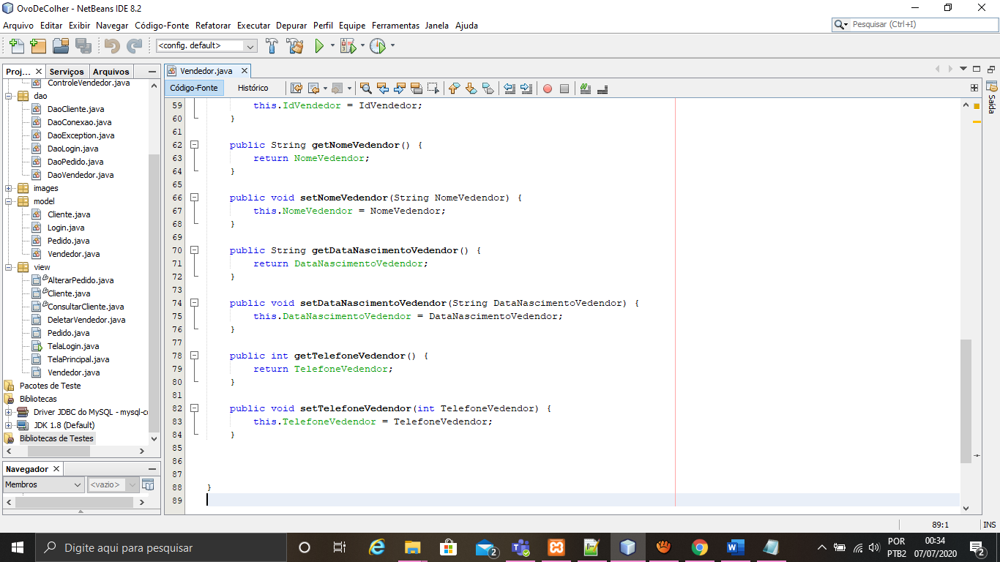 OvoDeColher - NetBeans IDE 8.2
Arquivo Editar Exibir Navegar Código-Fonte Refatorar Executar Depurar Perfil Equipe Ferramentas Janela Ajuda
Pesquisar (Ctrl+I)
<config. default>
Proj... Serviços Arquivos
Vendedor.java
Código-Fonte Histórico
ControleVendedor.java
dao
DaoCliente.java
DaoConexao.java
DaoException.java
DaoLogin.java
DaoPedido.java
DaoVendedor.java
images
model
Cliente.java
Login.java
Pedido.java
Vendedor.java
view
AlterarPedido.java
Cliente.java
ConsultarCliente.java
DeletarVendedor.java
Pedido.java
TelaLogin.java
TelaPrincipal.java
Vendedor.java
Pacotes de Teste
Bibliotecas
Driver JDBC do MySQL - mysql-co
JDK 1.8 (Default)
Bibliotecas de Testes
Navegador
Membros <vazio>
59 this.IdVendedor = IdVendedor;
60 }
61
62 public String getNomeVedendor() {
63 return NomeVedendor;
64 }
65
66 public void setNomeVedendor(String NomeVedendor) {
67 this.NomeVedendor = NomeVedendor;
68 }
69
70 public String getDataNascimentoVedendor() {
71 return DataNascimentoVedendor;
72 }
73
74 public void setDataNascimentoVedendor(String DataNascimentoVedendor) {
75 this.DataNascimentoVedendor = DataNascimentoVedendor;
76 }
77
78 public int getTelefoneVedendor() {
79 return TelefoneVedendor;
80 }
81
82 public void setTelefoneVedendor(int TelefoneVedendor) {
83 this.TelefoneVedendor = TelefoneVedendor;
84 }
85
86
87
88 }
89
Saída
89:1 INS
Digite aqui para pesquisar
2
POR
PTB2
00:34
07/07/2020
2